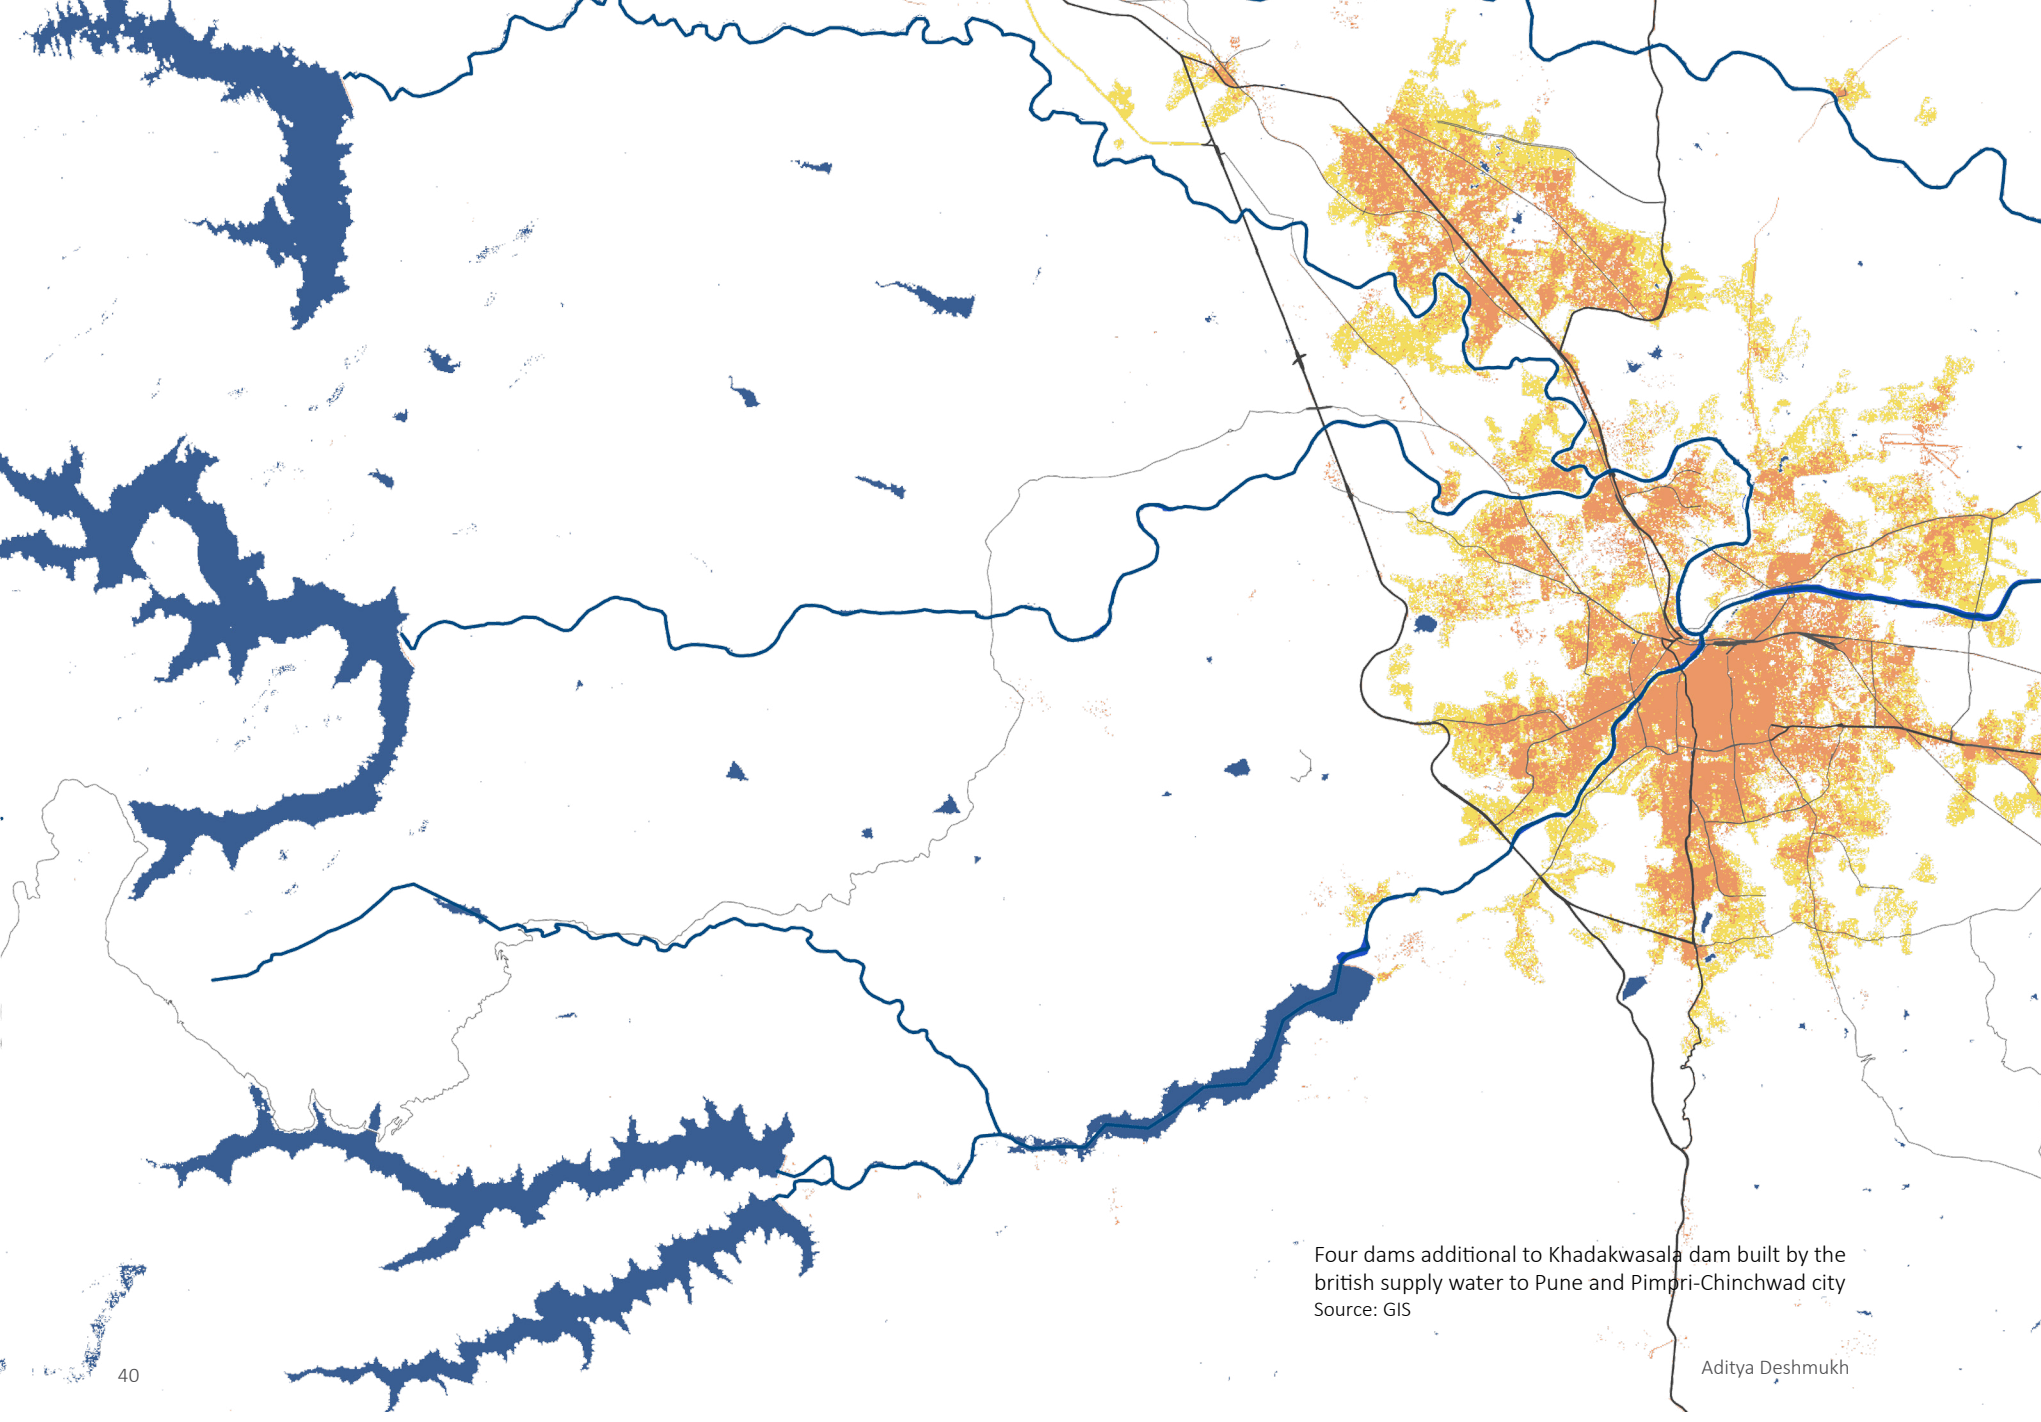 Four dams additional to Khadakwasala dam built by the
british supply water to Pune and Pimpri-Chinchwad city
Source: GIS
40
Aditya Deshmukh